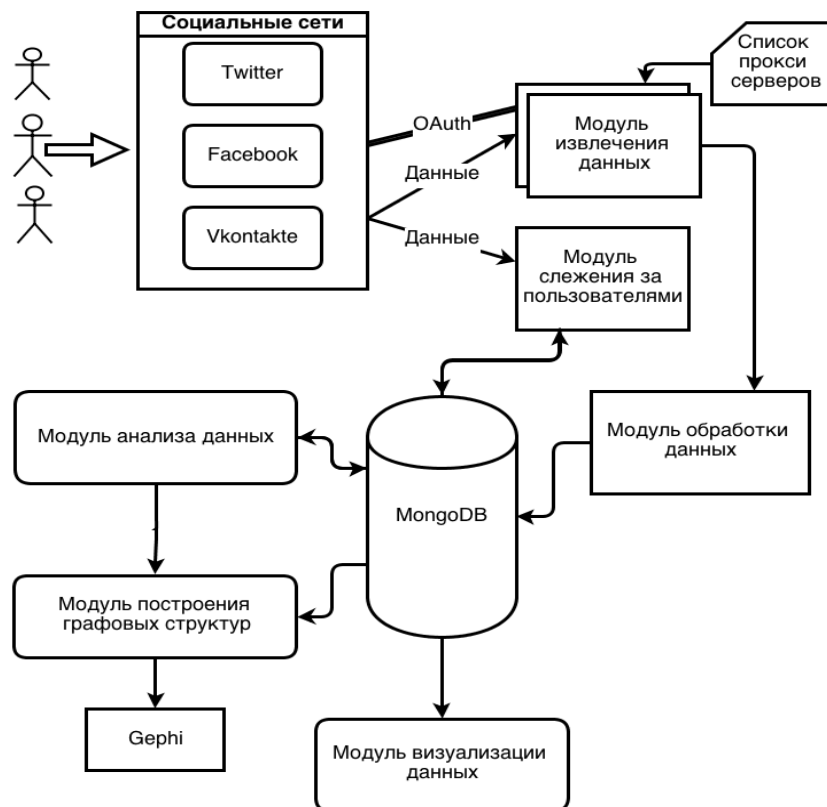 Социальные сети
Twitter
Facebook
Vkontakte
OAuth
Данные
Данные
Список
прокси
серверов
Модуль
извлечения
данных
Модуль
слежения за
пользователями
Модуль анализа данных
MongoDB
Модуль обработки
данных
Модуль построения
графовых структур
Gephi
Модуль визуализации
данных